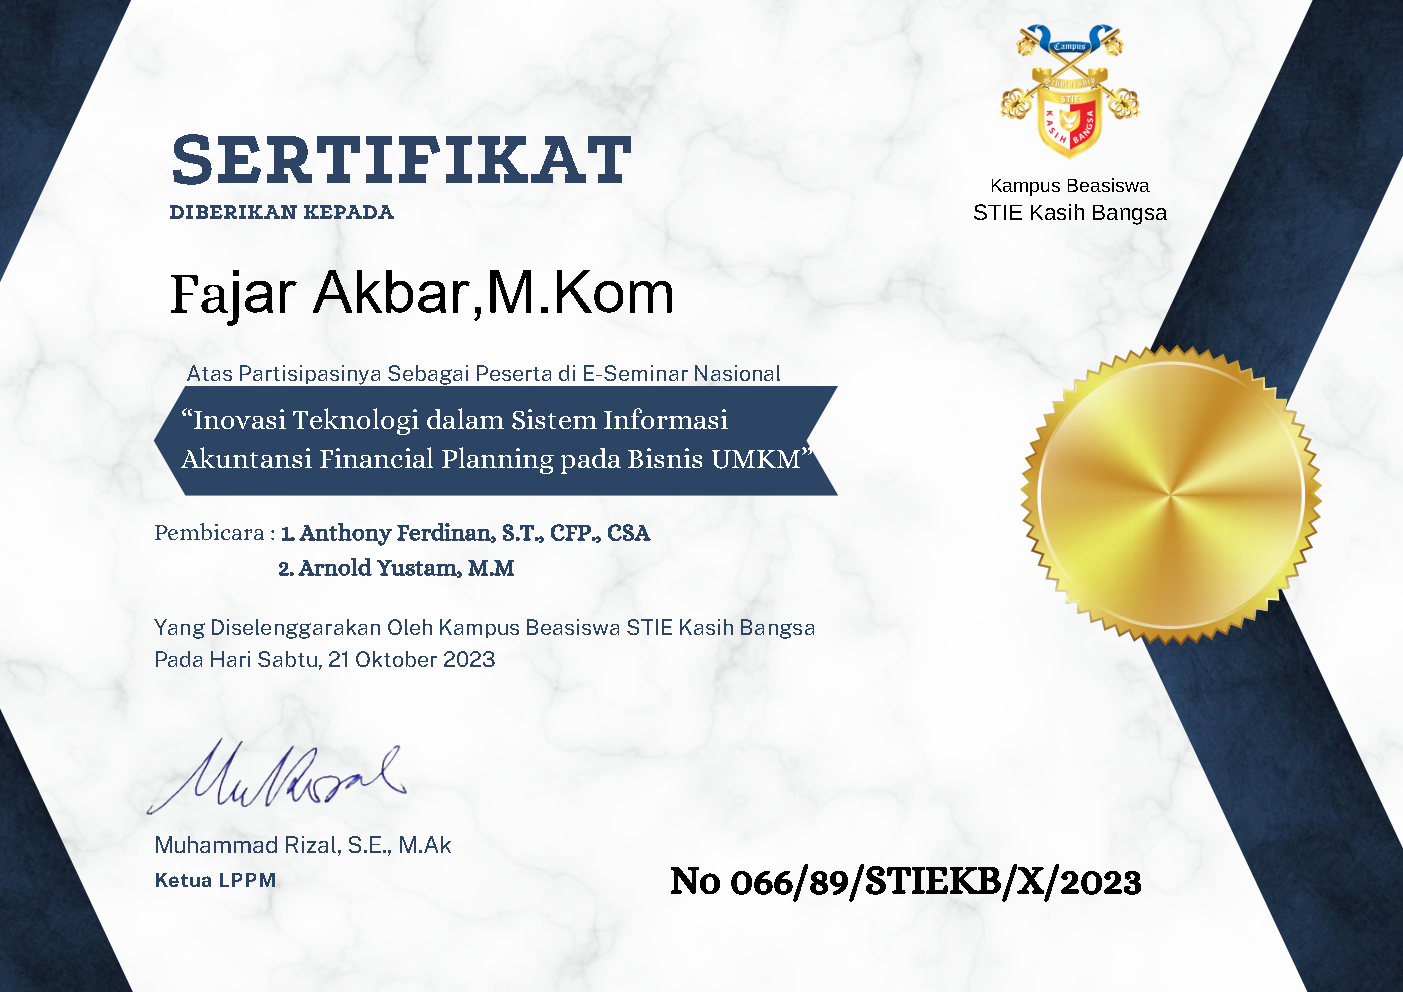 Campus
Scholarship
STIE
KASIH BANGSA
Kampus Beasiswa
STIE Kasih Bangsa
SERTIFIKAT
DIBERIKAN KEPADA
Fajar Akbar,M.Kom
Atas Partisipasinya Sebagai Peserta di E-Seminar Nasional
“Inovasi Teknologi dalam Sistem Informasi
Akuntansi Financial Planning pada Bisnis UMKM”
Pembicara : 1. Anthony Ferdinan, S.T., CFP., CSA
2. Arnold Yustam, M.M
Yang Diselenggarakan Oleh Kampus Beasiswa STIE Kasih Bangsa
Pada Hari Sabtu, 21 Oktober 2023
Muhammad Rizal, S.E., M.Ak
Ketua LPPM
No 066/89/STIEKB/X/2023